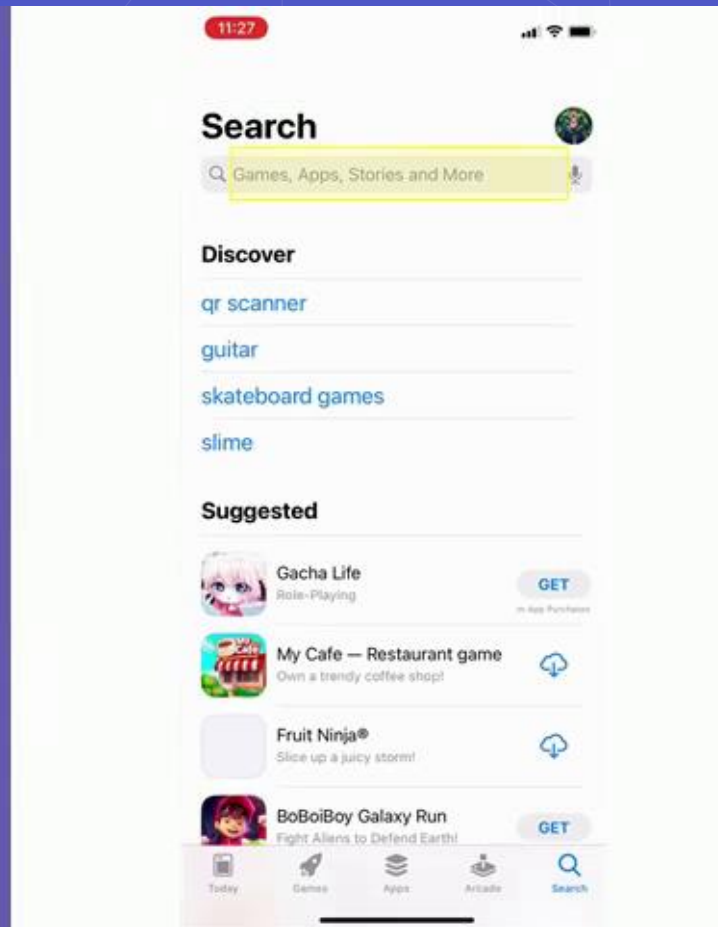 11:27
Search
Games, Apps, Stories and More
Discover
qr scanner
guitar
skateboard games
slime
Suggested
Gacha Life
Role-Playing
GET
In-App Purchases
My Cafe — Restaurant game
Own a trendy coffee shop!
Fruit Ninja®
Slice up a juicy storm!
BoBoiBoy Galaxy Run
Fight Aliens to Defend Earth!
GET
Today Games Apps Arcade Search